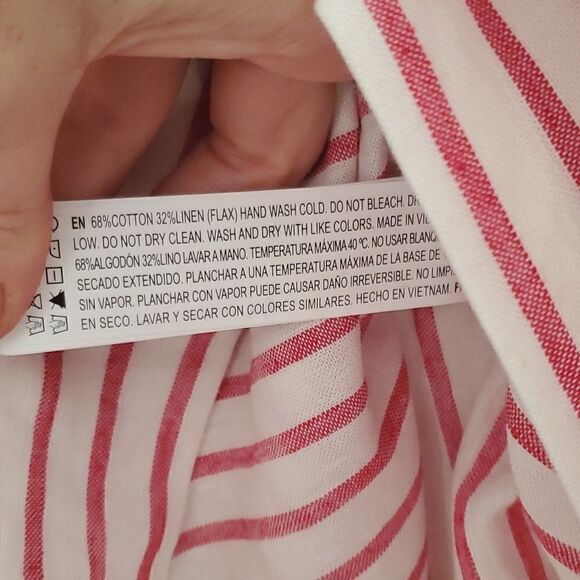 EN 68%COTTON 32%LINEN (FLAX) HAND WASH COLD. DO NOT BLEACH.
LOW. DO NOT DRY CLEAN. WASH AND DRY WITH LIKE COLORS. MADE IN
68%ALGODÓN 32%LINO LAVAR A MANO. TEMPERATURA MÁXIMA 40 ºC. NO USAR
SECADO EXTENDIDO. PLANCHAR A UNA TEMPERATURA MÁXIMA DE LA BASE DE
SIN VAPOR. PLANCHAR CON VAPOR PUEDE CAUSAR DAÑO IRREVERSIBLE. NO
EN SECO. LAVAR Y SECAR CON COLORES SIMILARES. HECHO EN VIETNAM